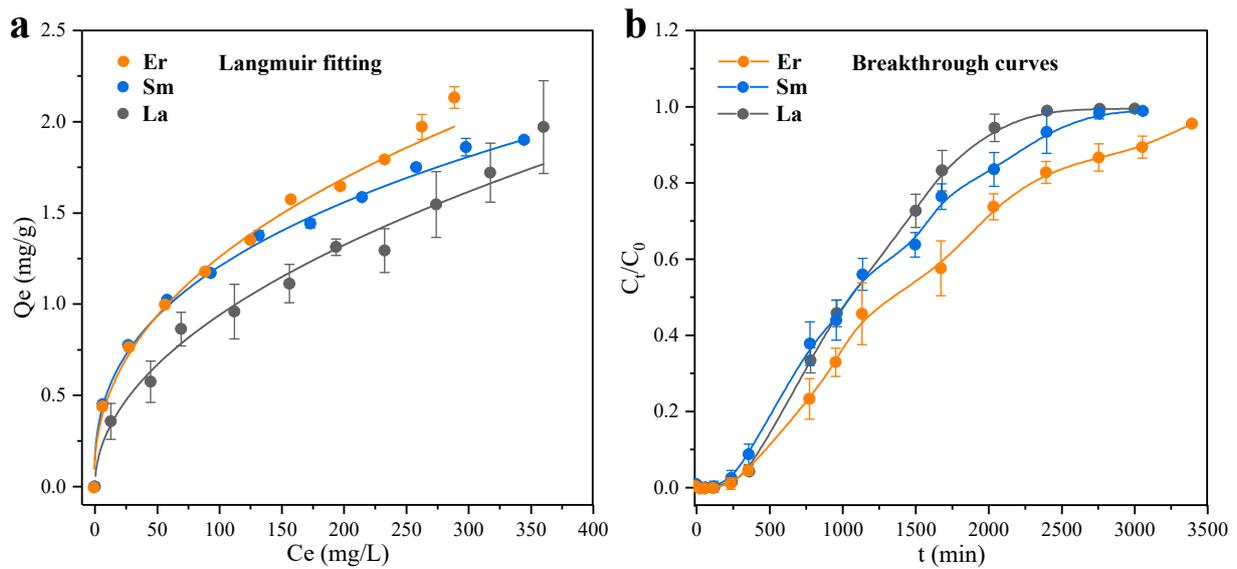 a
Langmuir fitting
Er
Sm
La
2.5
2.0
1.5
1.0
0.5
0.0
Qe (mg/g)
0 50 100 150 200 250 300 350 400
Ce (mg/L)
b
Breakthrough curves
Er
Sm
La
1.2
1.0
0.8
0.6
0.4
0.2
0.0
Ct/C0
0 500 1000 1500 2000 2500 3000 3500
t (min)